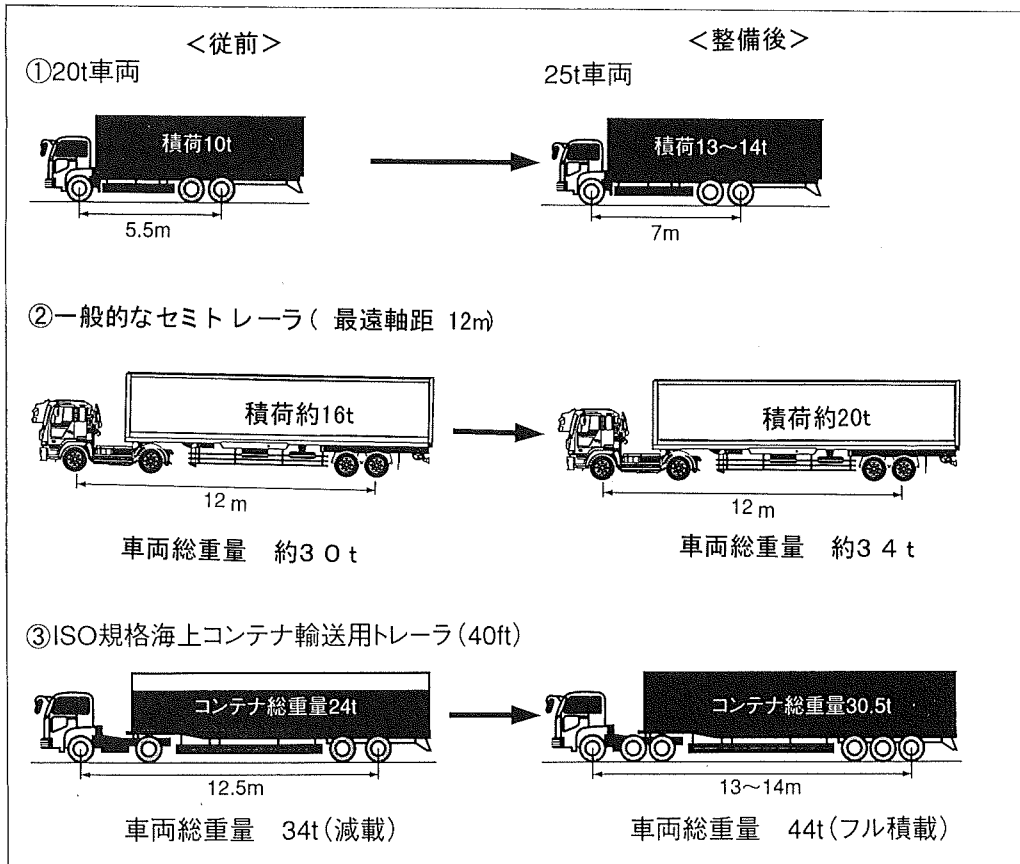 <従前>
<整備後>
①20t車両
25t車両
積荷10t
積荷13~14t
5.5m
7m
②一般的なセミトレーラ( 最遠軸距 12m)
積荷約16t
積荷約20t
12m
12m
車両総重量 約30t
車両総重量 約34t
③ISO規格海上コンテナ輸送用トレーラ(40ft)
コンテナ総重量24t
コンテナ総重量30.5t
12.5m
13~14m
車両総重量 34t(減載)
車両総重量 44t(フル積載)